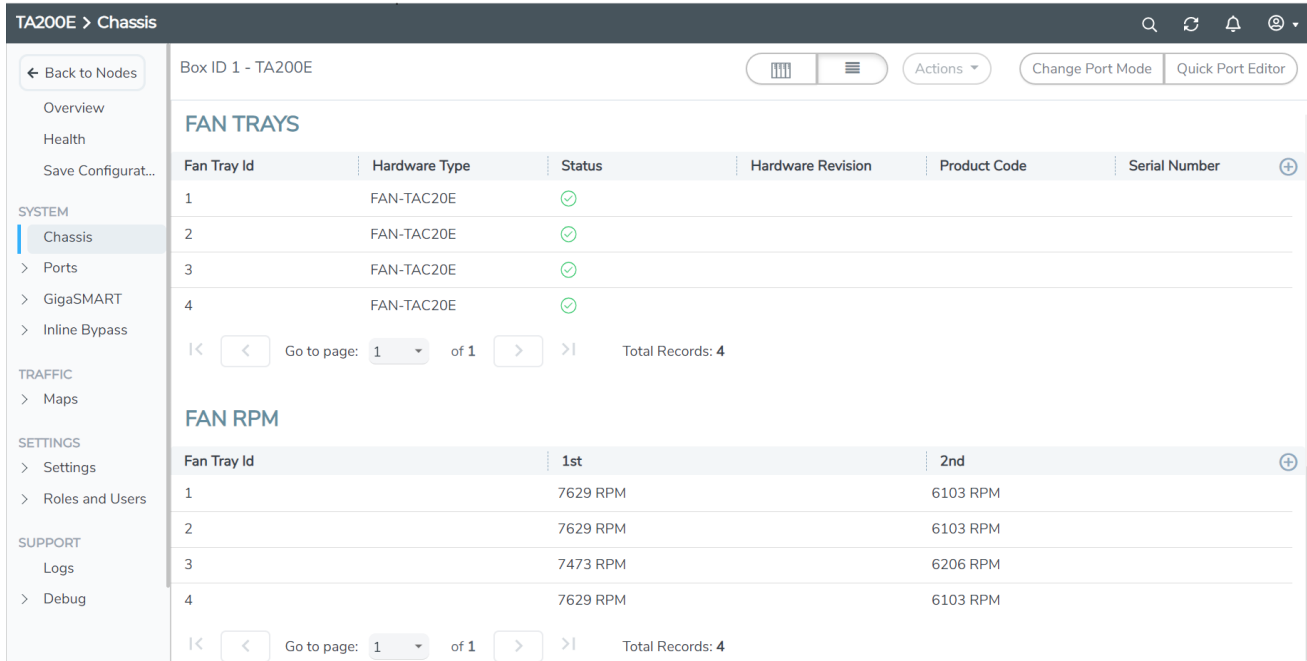 TA200E > Chassis
Back to Nodes
Overview
Health
Save Configurat...
SYSTEM
Chassis
Ports
GigaSMART
Inline Bypass
TRAFFIC
Maps
SETTINGS
Settings
Roles and Users
SUPPORT
Logs
Debug
Box ID 1 - TA200E
Actions
Change Port Mode
Quick Port Editor
FAN TRAYS
Fan Tray Id Hardware Type Status Hardware Revision Product Code Serial Number
1 FAN-TAC20E
2 FAN-TAC20E
3 FAN-TAC20E
4 FAN-TAC20E
Go to page: 1 of 1 Total Records: 4
FAN RPM
Fan Tray Id 1st 2nd
1 7629 RPM 6103 RPM
2 7629 RPM 6103 RPM
3 7473 RPM 6206 RPM
4 7629 RPM 6103 RPM
Go to page: 1 of 1 Total Records: 4